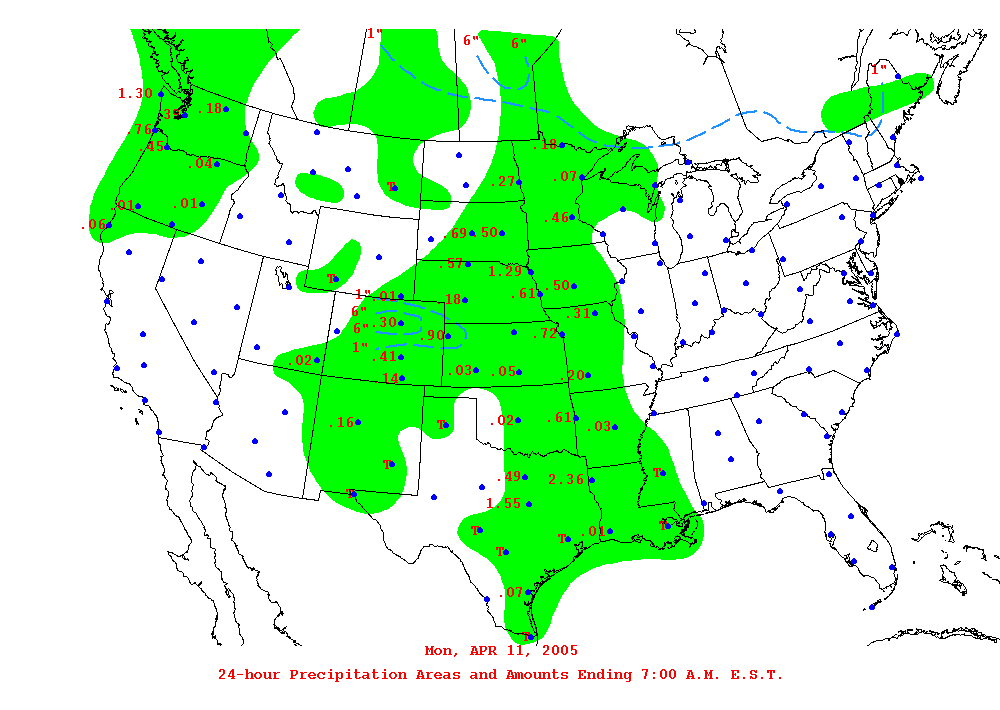 1"
6" 6"
1"
1.30
.18
.76
.45
.18
.04
.07
T
.27
.01 .01
.46
.06
.69 .50
.57 1.29
T
.50
1" .01 .61
18
6"
.31
6" .30
.90 .72
1"
.41
.02
.03 .05 .20
.14
.02 .61
.16 T .03
T T
.49 2.36
T 1.55
T
T .01
T
T
.07
T
Mon, APR 11, 2005
24-hour Precipitation Areas and Amounts Ending 7:00 A.M. E.S.T.